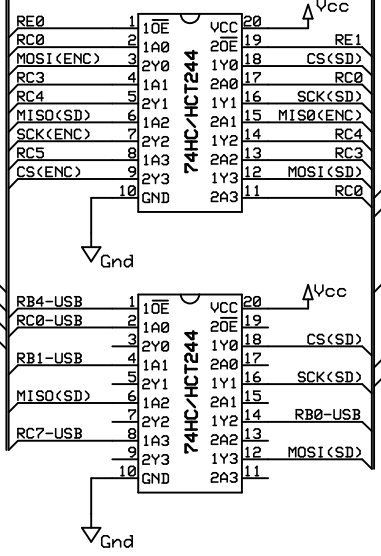 Vcc
RE0 1 1OE VCC 20
RC0 2 1A0 2OE 19 RE1
MOSI(ENC) 3 2Y0 1Y0 18 CS(SD)
RC3 4 1A1 2A0 17 RC0
RC4 5 2Y1 1Y1 16 SCK(SD)
MISO(SD) 6 1A2 2A1 15 MISO(ENC)
SCK(ENC) 7 2Y2 1Y2 14 RC4
RC5 8 1A3 2A2 13 RC3
CS(ENC) 9 2Y3 1Y3 12 MOSI(SD)
10 GND 2A3 11 RC0
74HC/HCT244
Gnd
Vcc
RB4-USB 1 1OE VCC 20
RC0-USB 2 1A0 2OE 19
3 2Y0 1Y0 18 CS(SD)
RB1-USB 4 1A1 2A0 17
5 2Y1 1Y1 16 SCK(SD)
MISO(SD) 6 1A2 2A1 15
7 2Y2 1Y2 14 RB0-USB
RC7-USB 8 1A3 2A2 13
9 2Y3 1Y3 12 MOSI(SD)
10 GND 2A3 11
74HC/HCT244
Gnd